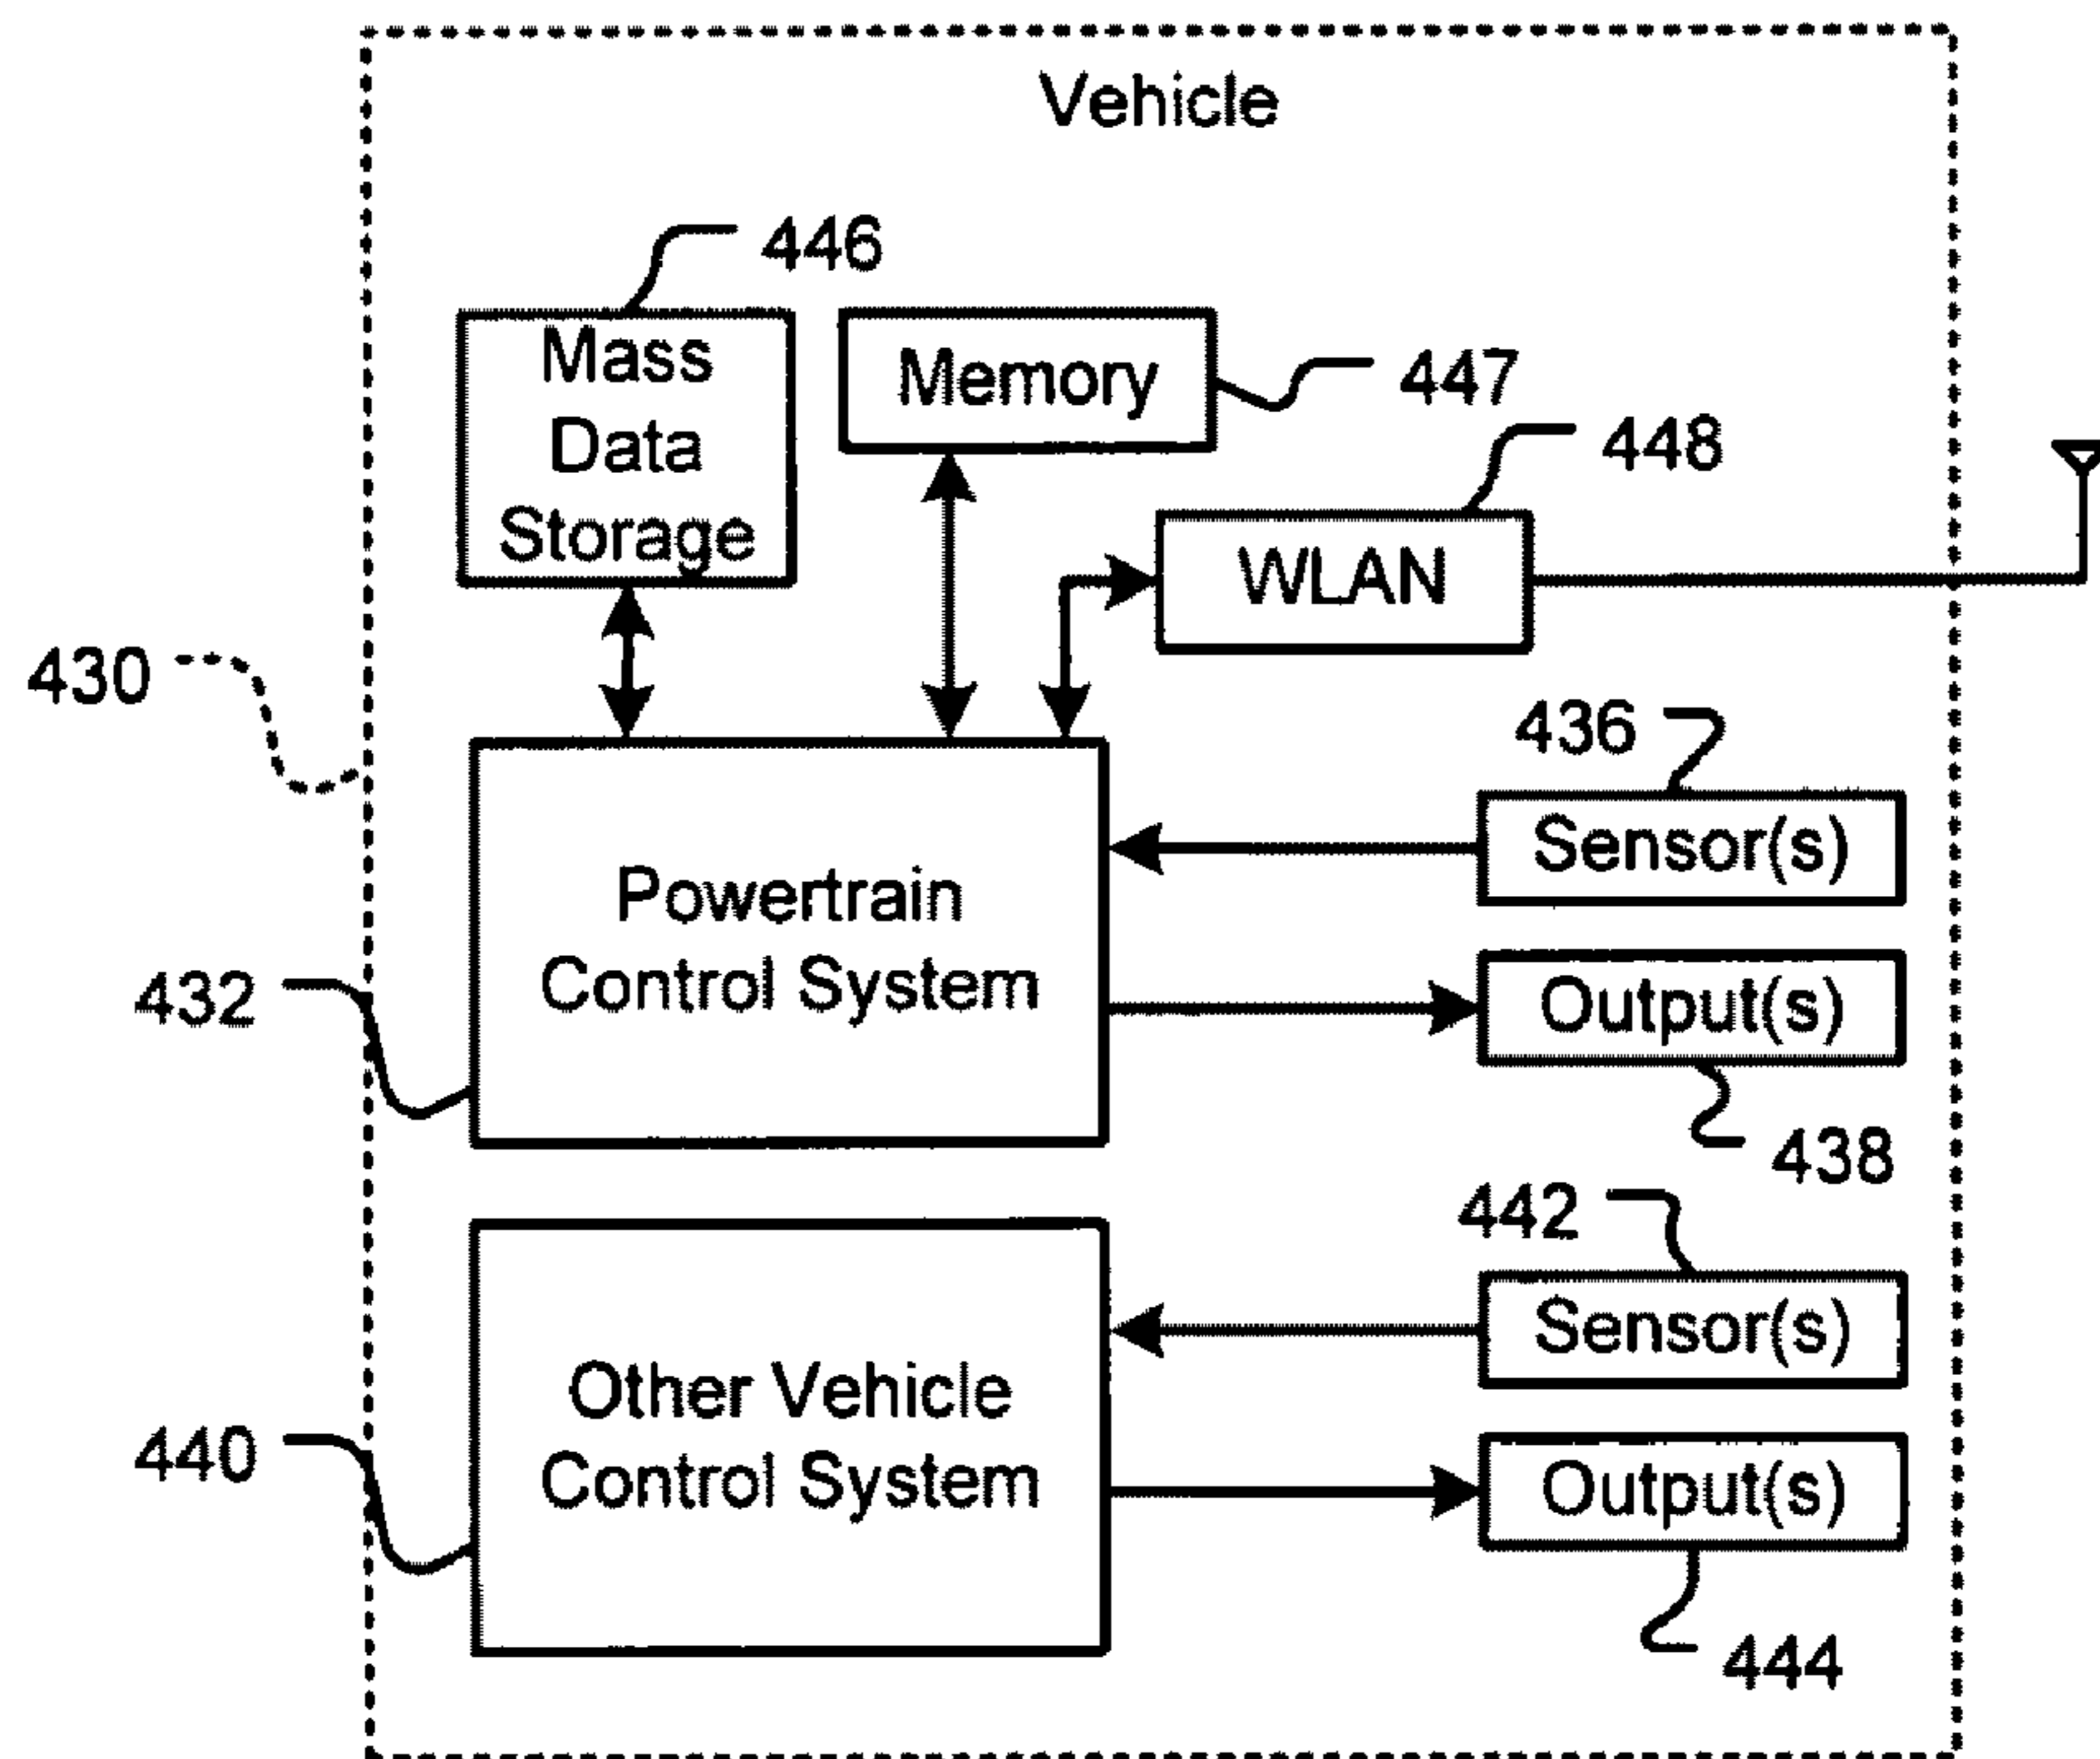 Vehicle
446
Mass
Data
Storage
Memory
447
448
WLAN
430
436
Sensor(s)
Powertrain
Control System
432
Output(s)
438
442
Sensor(s)
Other Vehicle
Control System
440
Output(s)
444